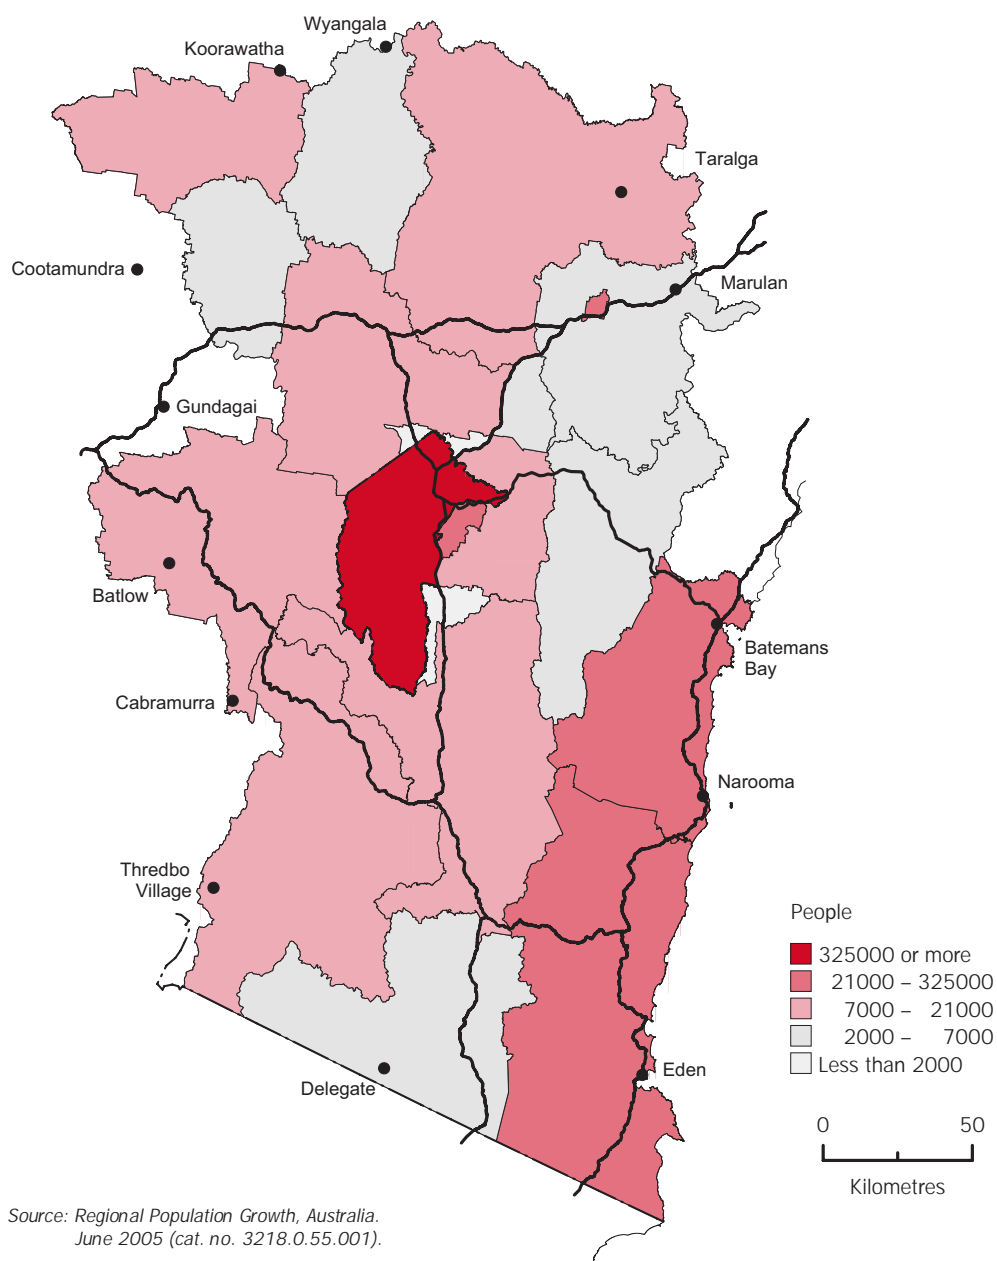 Wyangala
Koorawatha
Taralga
Cootamundra
Marulan
Gundagai
Batlow
Batemans
Bay
Cabramurra
Narooma
Thredbo
Village
People
325000 or more
21000 – 325000
7000 – 21000
2000 – 7000
Less than 2000
Eden
Delegate
0 50
Kilometres
Source: Regional Population Growth, Australia.
June 2005 (cat. no. 3218.0.55.001).